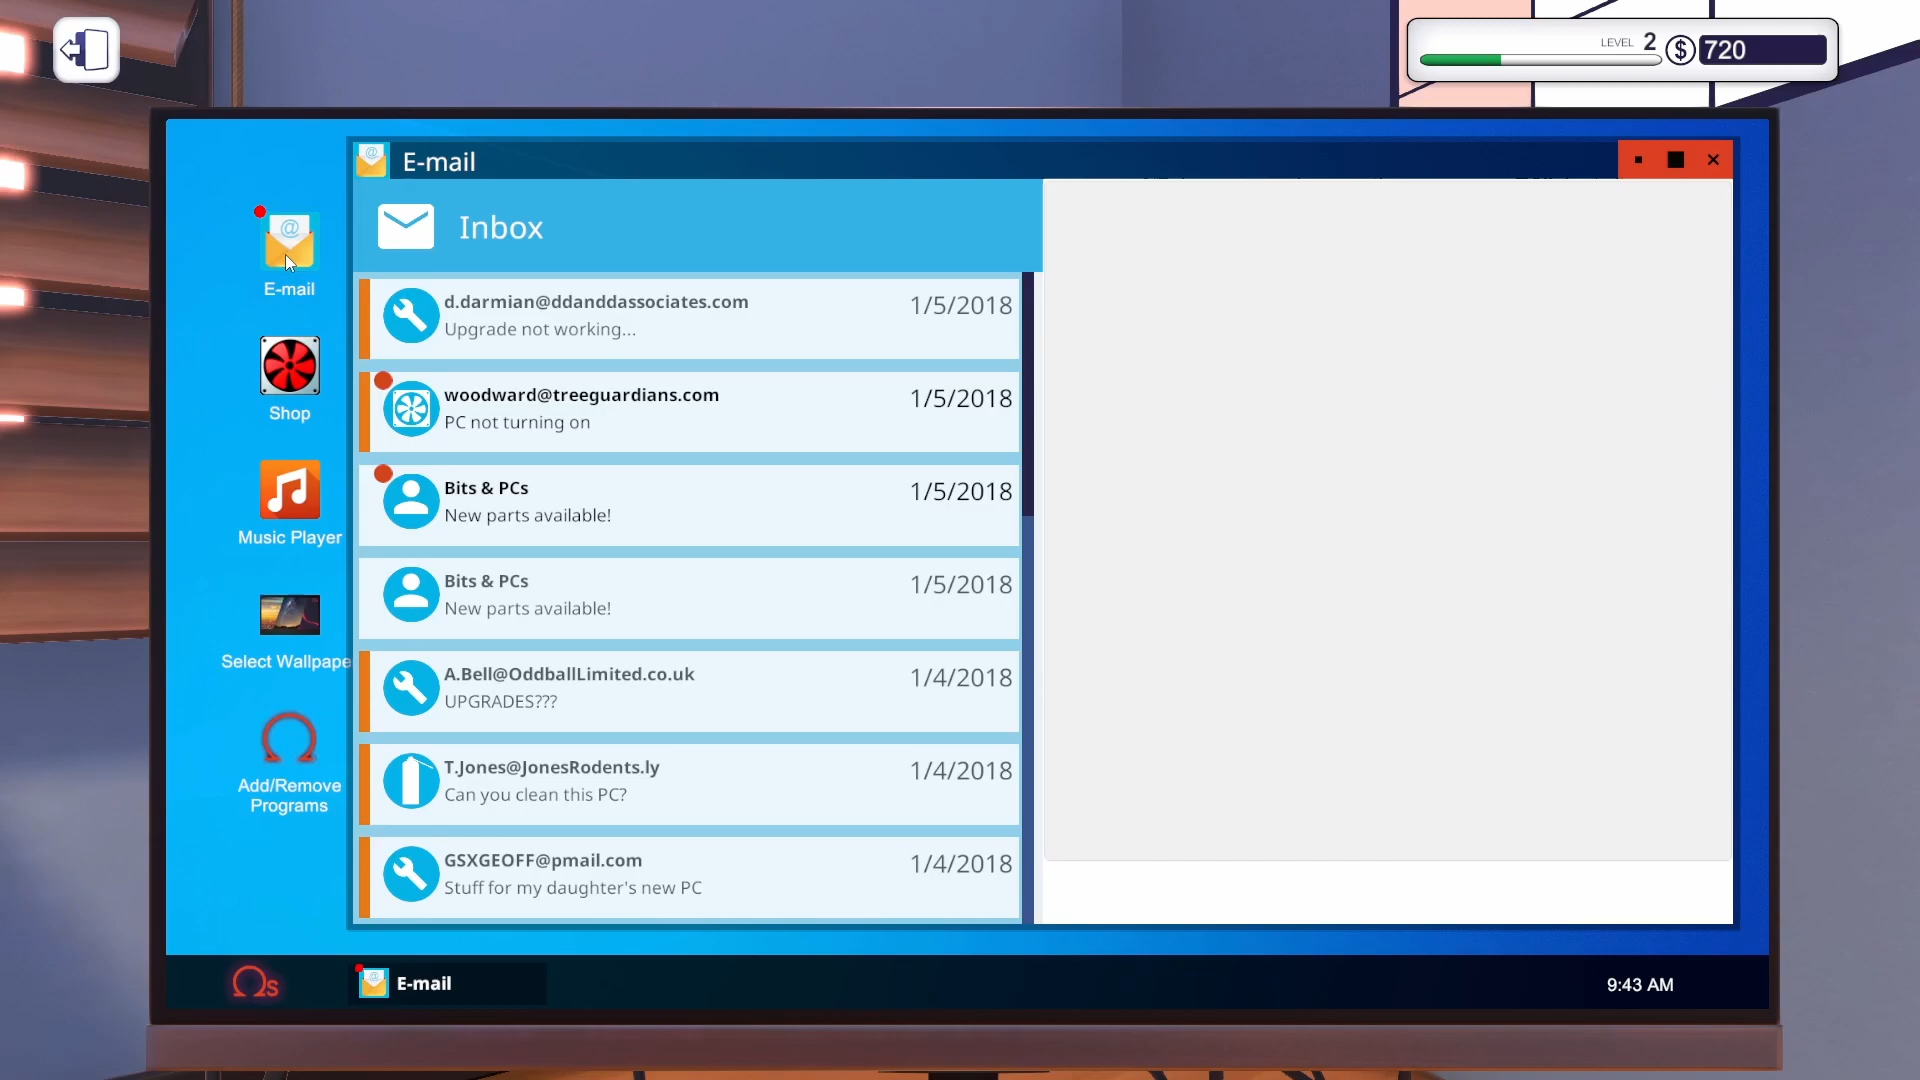 LEVEL 2 $ 720
E-mail
Inbox
d.darmian@ddanddassociates.com 1/5/2018
Upgrade not working...
woodward@treeguardians.com 1/5/2018
PC not turning on
Bits & PCs 1/5/2018
New parts available!
Bits & PCs 1/5/2018
New parts available!
A.Bell@OddballLimited.co.uk 1/4/2018
UPGRADES???
T.Jones@JonesRodents.ly 1/4/2018
Can you clean this PC?
GSXGEOFF@pmail.com 1/4/2018
Stuff for my daughter's new PC
E-mail
Shop
Music Player
Select Wallpape
Add/Remove
Programs
Ωs
E-mail
9:43 AM